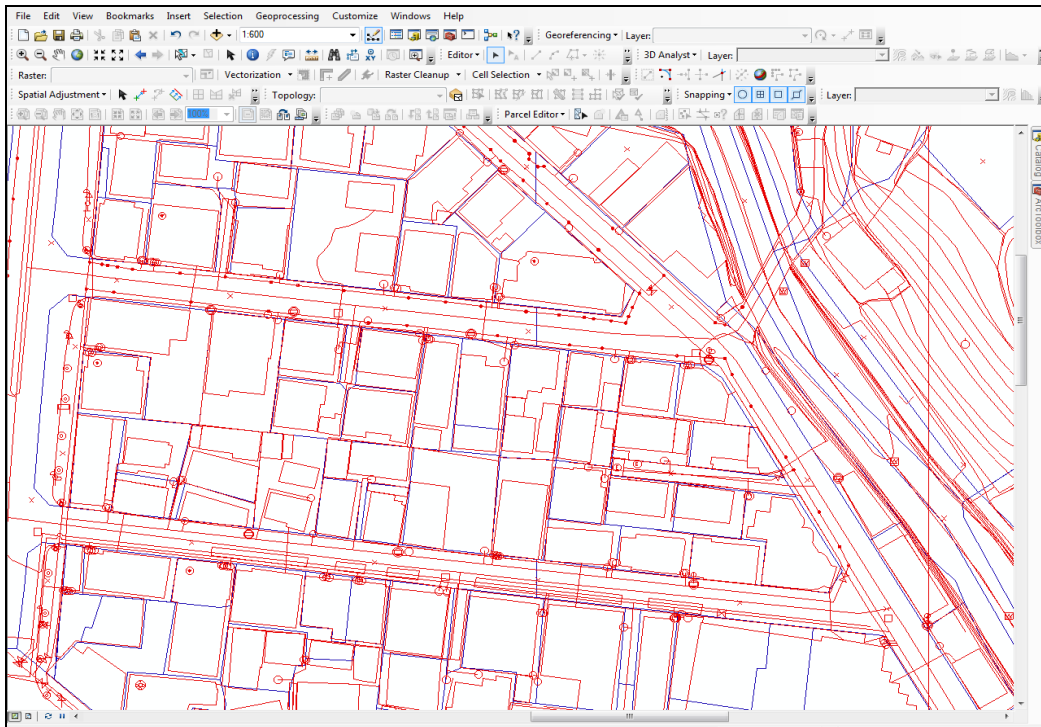 File Edit View Bookmarks Insert Selection Geoprocessing Customize Windows Help
1:600 Georeferencing Layer:
Editor 3D Analyst Layer:
Raster: Vectorization Raster Cleanup Cell Selection
Spatial Adjustment Topology: Snapping Layer:
100% Parcel Editor
Catalog
ArcToolbox